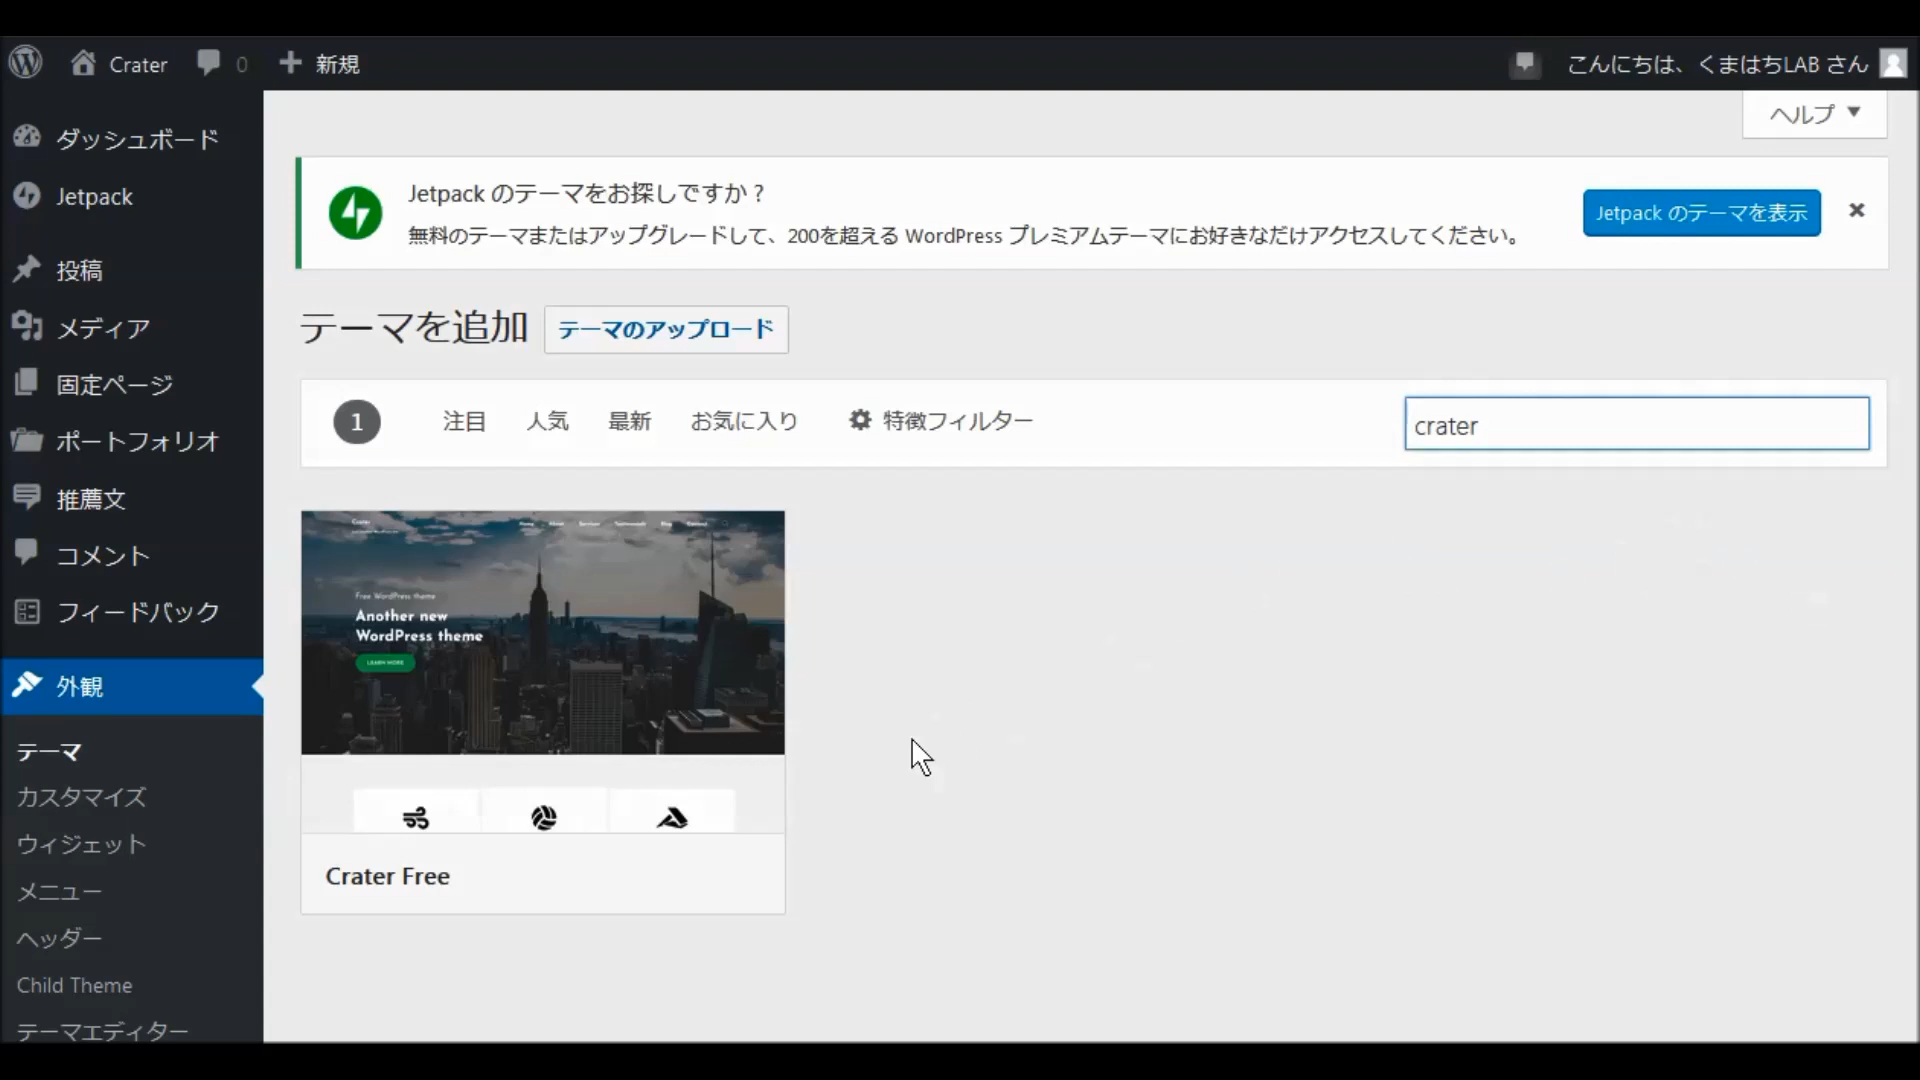 Crater
0
新規
こんにちは、くまはちLAB さん
ヘルプ
ダッシュボード
Jetpack
投稿
メディア
固定ページ
ポートフォリオ
推薦文
コメント
フィードバック
外観
テーマ
カスタマイズ
ウィジェット
メニュー
ヘッダー
Child Theme
テーマエディター
Jetpack のテーマをお探しですか ?
無料のテーマまたはアップグレードして、200を超える WordPress プレミアムテーマにお好きなだけアクセスしてください。
Jetpack のテーマを表示
テーマを追加
テーマのアップロード
1
注目
人気
最新
お気に入り
特徴フィルター
crater
Crater
Home About Services Testimonials Blog Contact
Free WordPress theme
Another new
WordPress theme
LEARN MORE
Crater Free